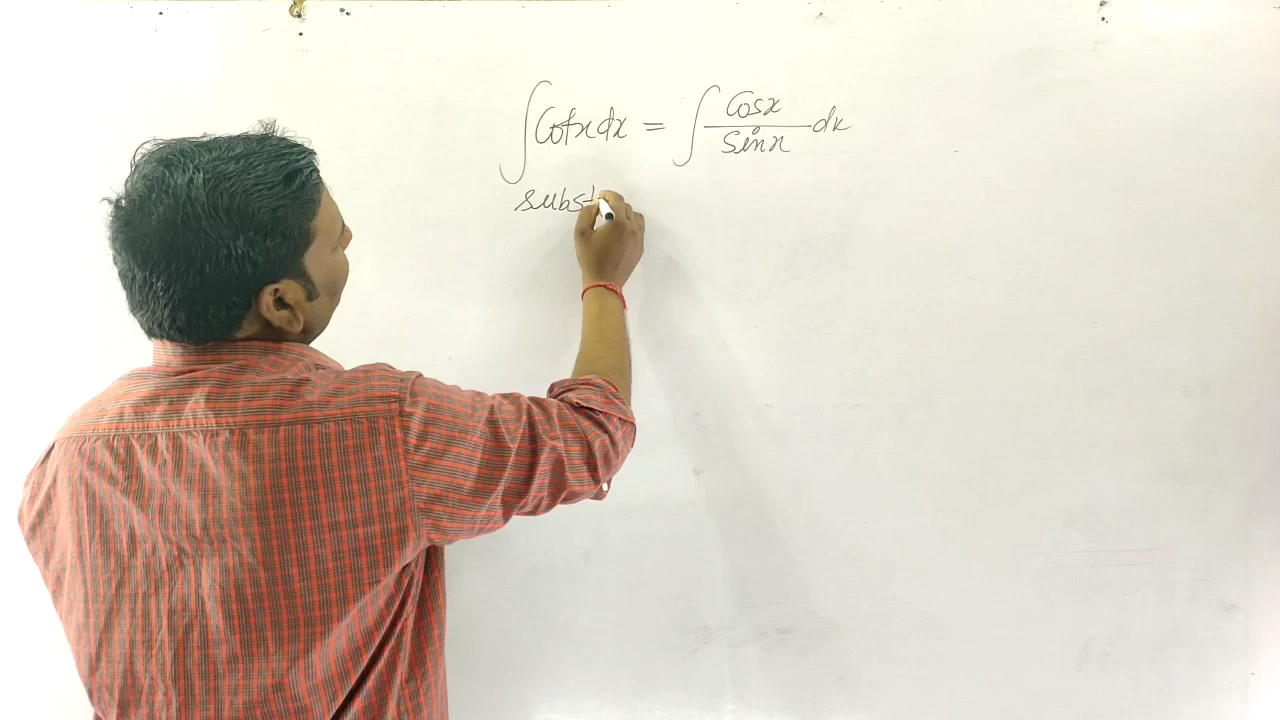 ∫ Cotx dx = ∫ Cosx / Sinx dx
subst